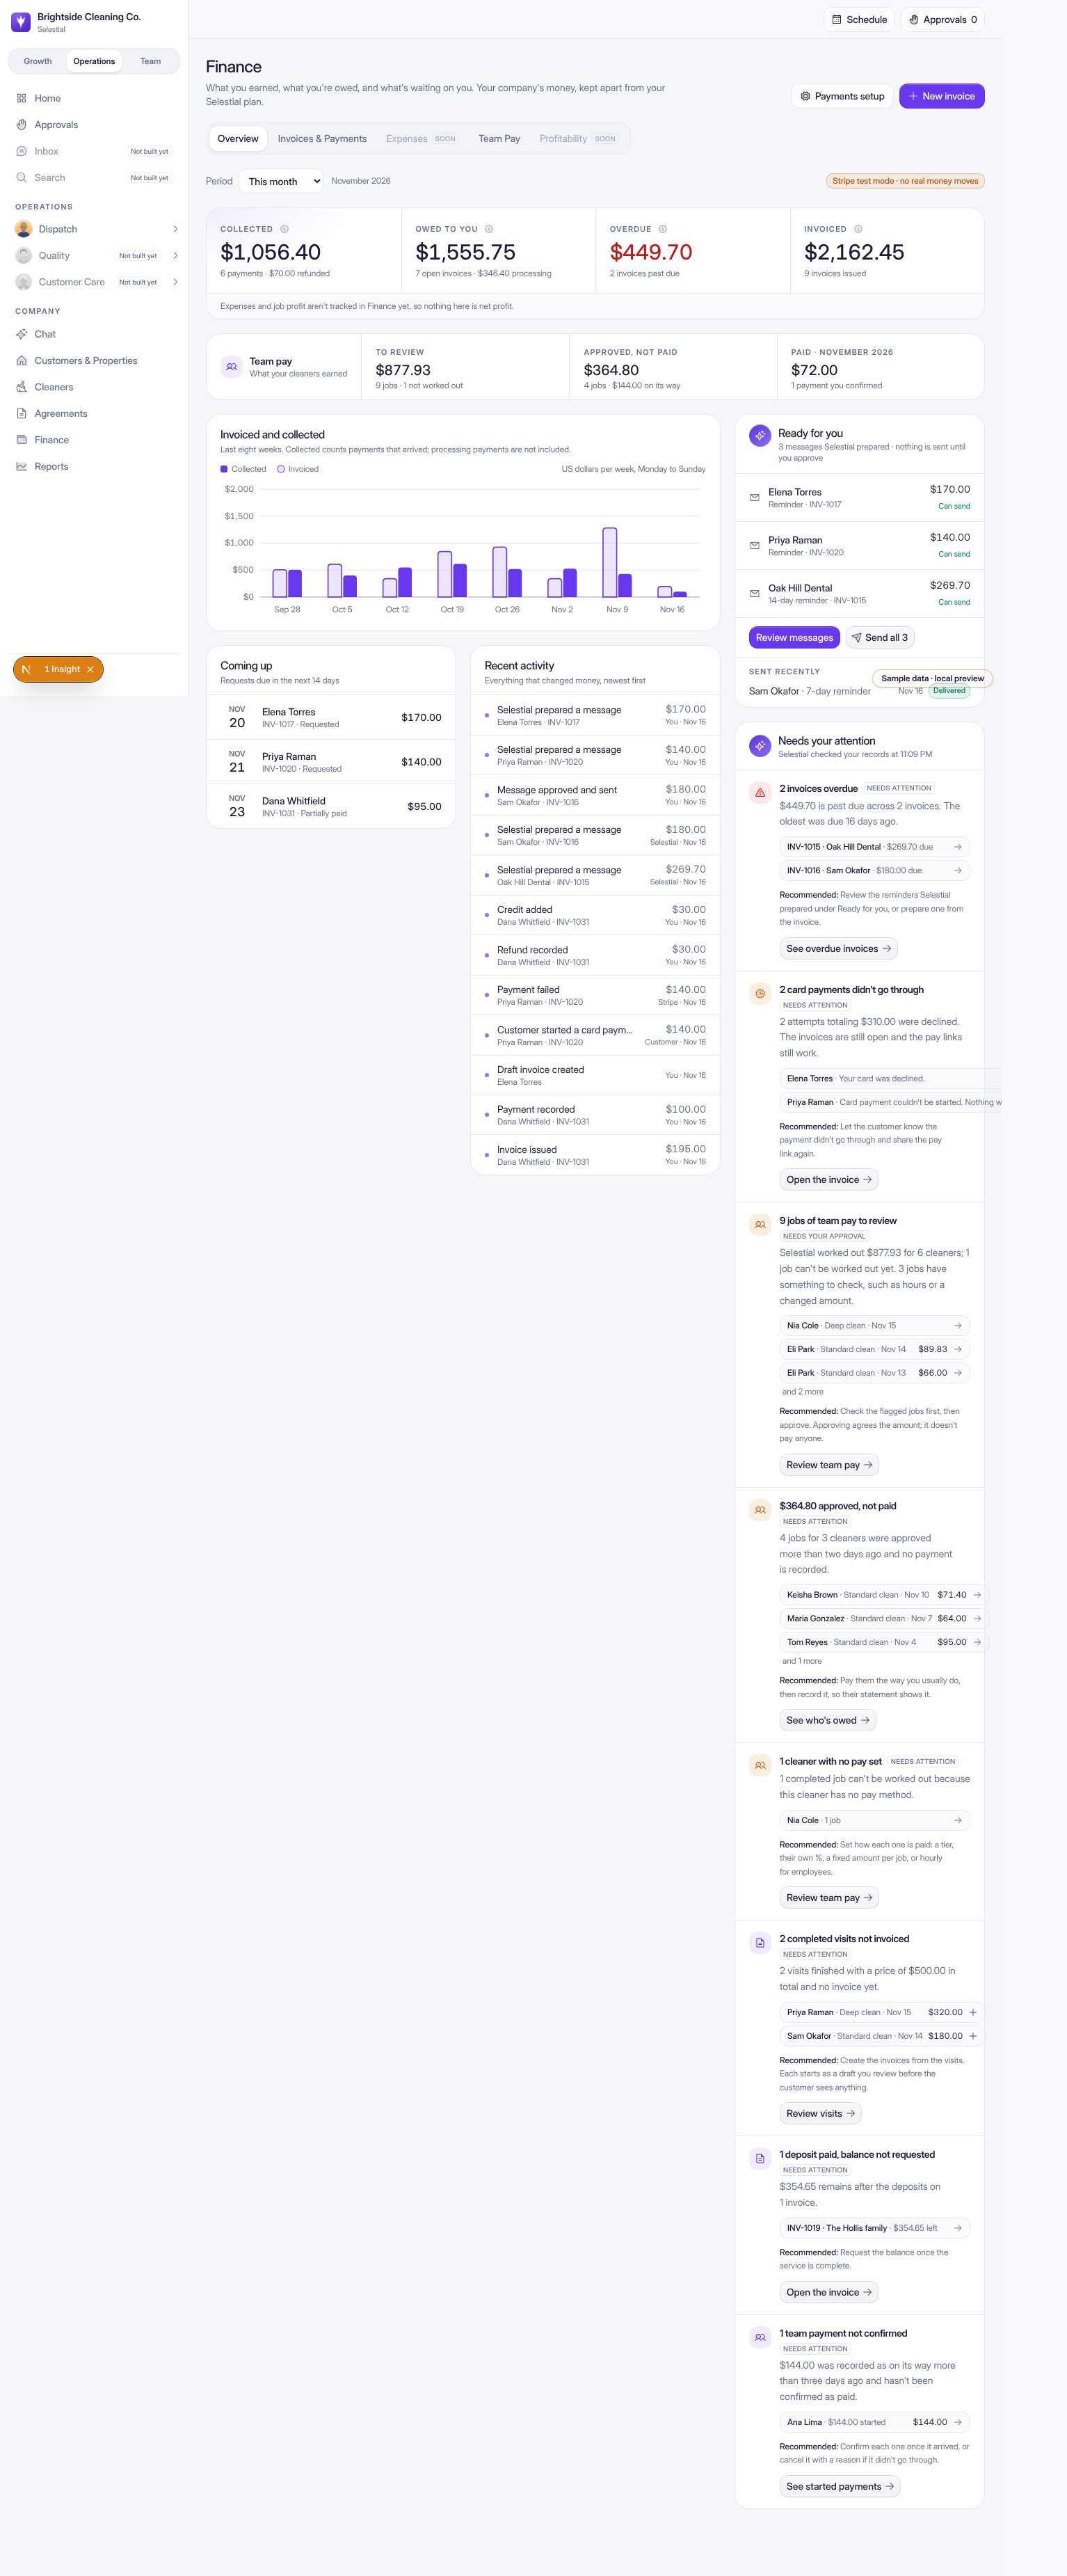 Brightside Cleaning Co.
Selestial
Growth
Operations
Team
Home
Approvals
Inbox
Not built yet
Search
Not built yet
OPERATIONS
Dispatch
Quality
Not built yet
Customer Care
Not built yet
COMPANY
Chat
Customers & Properties
Cleaners
Agreements
Finance
Reports
1 Insight
Schedule
Approvals 0
Finance
What you earned, what you're owed, and what's waiting on you. Your company's money, kept apart from your
Selestial plan.
Payments setup
New invoice
Overview
Invoices & Payments
Expenses SOON
Team Pay
Profitability SOON
Period
This month
November 2026
Stripe test mode · no real money moves
COLLECTED
$1,056.40
6 payments · $70.00 refunded
OWED TO YOU
$1,555.75
7 open invoices · $346.40 processing
OVERDUE
$449.70
2 invoices past due
INVOICED
$2,162.45
9 invoices issued
Expenses and job profit aren't tracked in Finance yet, so nothing here is net profit.
Team pay
What your cleaners earned
TO REVIEW
$877.93
9 jobs · 1 not worked out
APPROVED, NOT PAID
$364.80
4 jobs · $144.00 on its way
PAID · NOVEMBER 2026
$72.00
1 payment you confirmed
Invoiced and collected
Last eight weeks. Collected counts payments that arrived; processing payments are not included.
Collected
Invoiced
US dollars per week, Monday to Sunday
$2,000
$1,500
$1,000
$500
$0
Sep 28
Oct 5
Oct 12
Oct 19
Oct 26
Nov 2
Nov 9
Nov 16
Coming up
Requests due in the next 14 days
NOV
20
Elena Torres
INV-1017 · Requested
$170.00
NOV
21
Priya Raman
INV-1020 · Requested
$140.00
NOV
23
Dana Whitfield
INV-1031 · Partially paid
$95.00
Recent activity
Everything that changed money, newest first
Selestial prepared a message
Elena Torres · INV-1017
$170.00
You · Nov 16
Selestial prepared a message
Priya Raman · INV-1020
$140.00
You · Nov 16
Message approved and sent
Sam Okafor · INV-1016
$180.00
You · Nov 16
Selestial prepared a message
Sam Okafor · INV-1016
$180.00
Selestial · Nov 16
Selestial prepared a message
Oak Hill Dental · INV-1015
$269.70
Selestial · Nov 16
Credit added
Dana Whitfield · INV-1031
$30.00
You · Nov 16
Refund recorded
Dana Whitfield · INV-1031
$30.00
You · Nov 16
Payment failed
Priya Raman · INV-1020
$140.00
Stripe · Nov 16
Customer started a card paym...
Priya Raman · INV-1020
$140.00
Customer · Nov 16
Draft invoice created
Elena Torres
You · Nov 16
Payment recorded
Dana Whitfield · INV-1031
$100.00
You · Nov 16
Invoice issued
Dana Whitfield · INV-1031
$195.00
You · Nov 16
Ready for you
3 messages Selestial prepared · nothing is sent until
you approve
Elena Torres
Reminder · INV-1017
$170.00
Can send
Priya Raman
Reminder · INV-1020
$140.00
Can send
Oak Hill Dental
14-day reminder · INV-1015
$269.70
Can send
Review messages
Send all 3
SENT RECENTLY
Sample data · local preview
Sam Okafor · 7-day reminder
Nov 16
Delivered
Needs your attention
Selestial checked your records at 11:09 PM
2 invoices overdue
NEEDS ATTENTION
$449.70 is past due across 2 invoices. The
oldest was due 16 days ago.
INV-1015 · Oak Hill Dental · $269.70 due
INV-1016 · Sam Okafor · $180.00 due
Recommended: Review the reminders Selestial
prepared under Ready for you, or prepare one from
the invoice.
See overdue invoices
2 card payments didn't go through
NEEDS ATTENTION
2 attempts totaling $310.00 were declined.
The invoices are still open and the pay links
still work.
Elena Torres · Your card was declined.
Priya Raman · Card payment couldn't be started. Nothing w
Recommended: Let the customer know the
payment didn't go through and share the pay
link again.
Open the invoice
9 jobs of team pay to review
NEEDS YOUR APPROVAL
Selestial worked out $877.93 for 6 cleaners; 1
job can't be worked out yet. 3 jobs have
something to check, such as hours or a
changed amount.
Nia Cole · Deep clean · Nov 15
Eli Park · Standard clean · Nov 14 $89.83
Eli Park · Standard clean · Nov 13 $66.00
and 2 more
Recommended: Check the flagged jobs first, then
approve. Approving agrees the amount; it doesn't
pay anyone.
Review team pay
$364.80 approved, not paid
NEEDS ATTENTION
4 jobs for 3 cleaners were approved
more than two days ago and no payment
is recorded.
Keisha Brown · Standard clean · Nov 10 $71.40
Maria Gonzalez · Standard clean · Nov 7 $64.00
Tom Reyes · Standard clean · Nov 4 $95.00
and 1 more
Recommended: Pay them the way you usually do,
then record it, so their statement shows it.
See who's owed
1 cleaner with no pay set
NEEDS ATTENTION
1 completed job can't be worked out because
this cleaner has no pay method.
Nia Cole · 1 job
Recommended: Set how each one is paid: a tier,
their own %, a fixed amount per job, or hourly
for employees.
Review team pay
2 completed visits not invoiced
NEEDS ATTENTION
2 visits finished with a price of $500.00 in
total and no invoice yet.
Priya Raman · Deep clean · Nov 15 $320.00
Sam Okafor · Standard clean · Nov 14 $180.00
Recommended: Create the invoices from the visits.
Each starts as a draft you review before the
customer sees anything.
Review visits
1 deposit paid, balance not requested
NEEDS ATTENTION
$354.65 remains after the deposits on
1 invoice.
INV-1019 · The Hollis family · $354.65 left
Recommended: Request the balance once the
service is complete.
Open the invoice
1 team payment not confirmed
NEEDS ATTENTION
$144.00 was recorded as on its way more
than three days ago and hasn't been
confirmed as paid.
Ana Lima · $144.00 started $144.00
Recommended: Confirm each one once it arrived, or
cancel it with a reason if it didn't go through.
See started payments